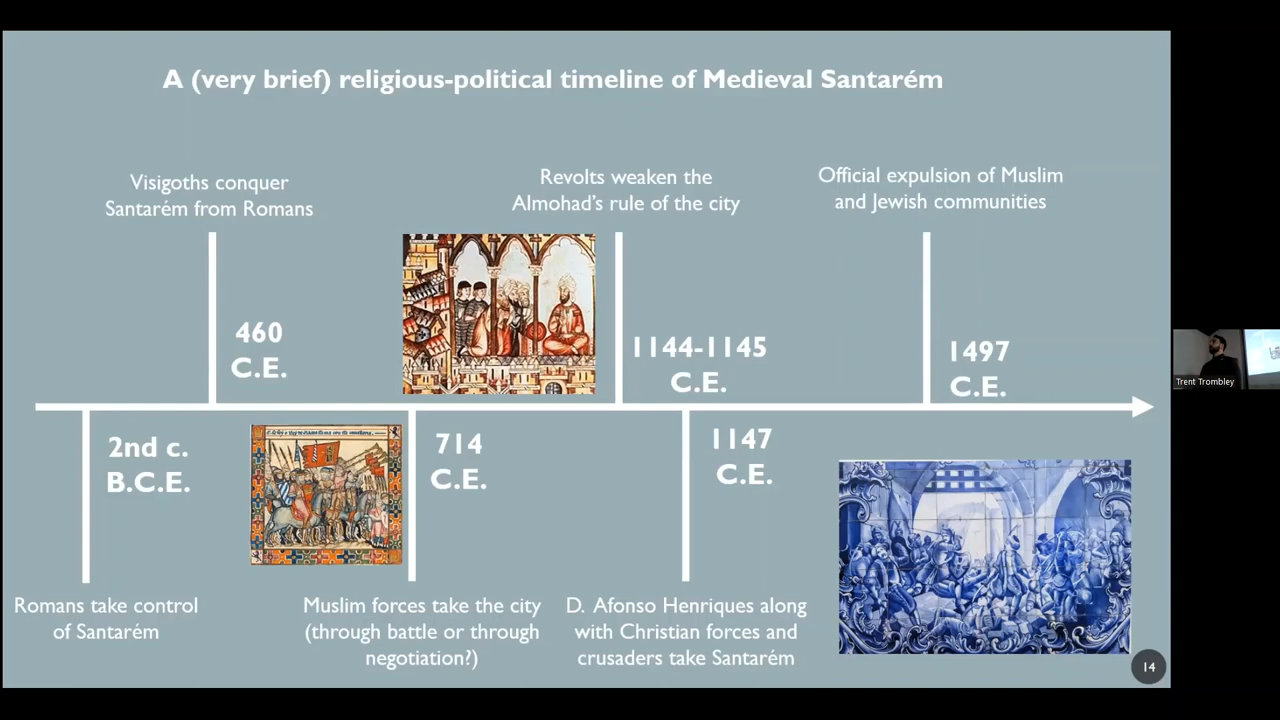 A (very brief) religious-political timeline of Medieval Santarém
Visigoths conquer
Santarém from Romans
Revolts weaken the
Almohad's rule of the city
Official expulsion of Muslim
and Jewish communities
460
C.E.
1144-1145
C.E.
1497
C.E.
2nd c.
B.C.E.
714
C.E.
1147
C.E.
Romans take control
of Santarém
Muslim forces take the city
(through battle or through
negotiation?)
D. Afonso Henriques along
with Christian forces and
crusaders take Santarém
14
Trent Trombley